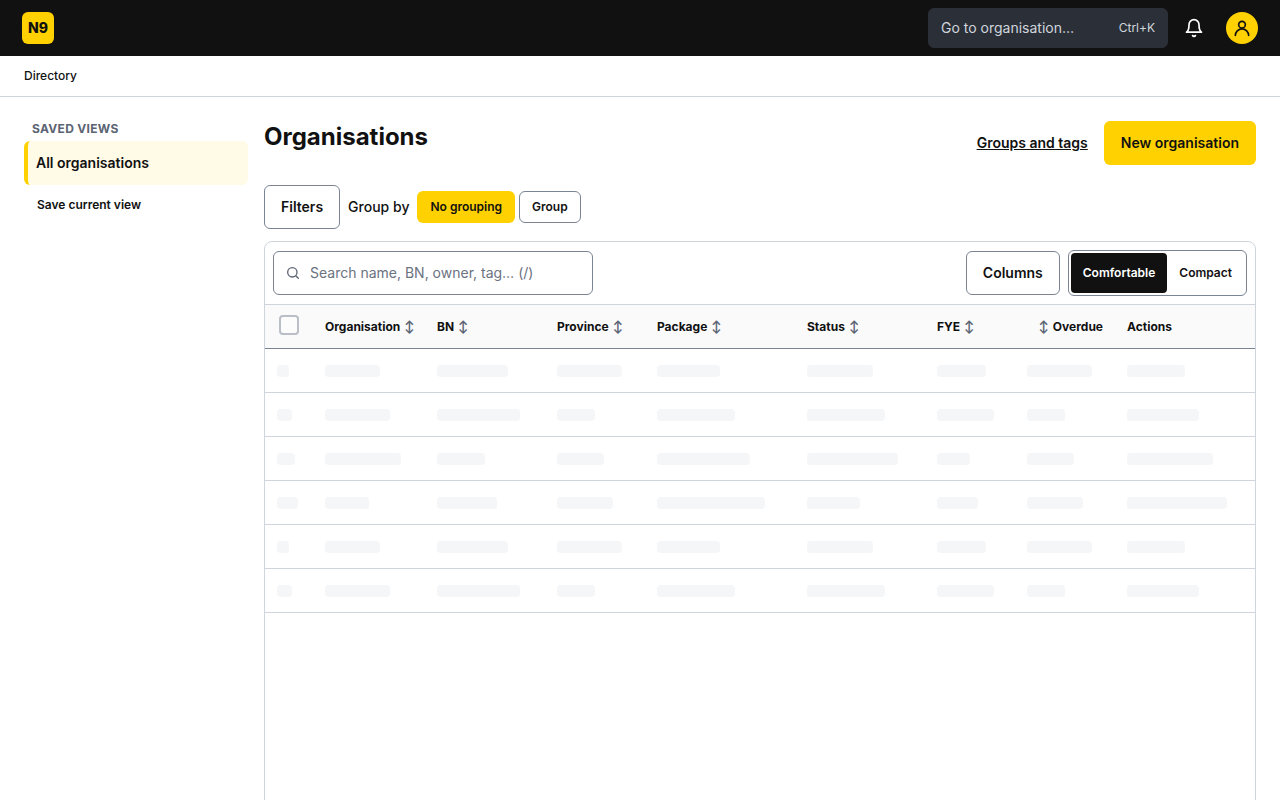 N9
Go to organisation... Ctrl+K
Directory
SAVED VIEWS
All organisations
Save current view
Organisations
Groups and tags
New organisation
Filters
Group by
No grouping
Group
Search name, BN, owner, tag... (/)
Columns
Comfortable
Compact
Organisation BN Province Package Status FYE Overdue Actions